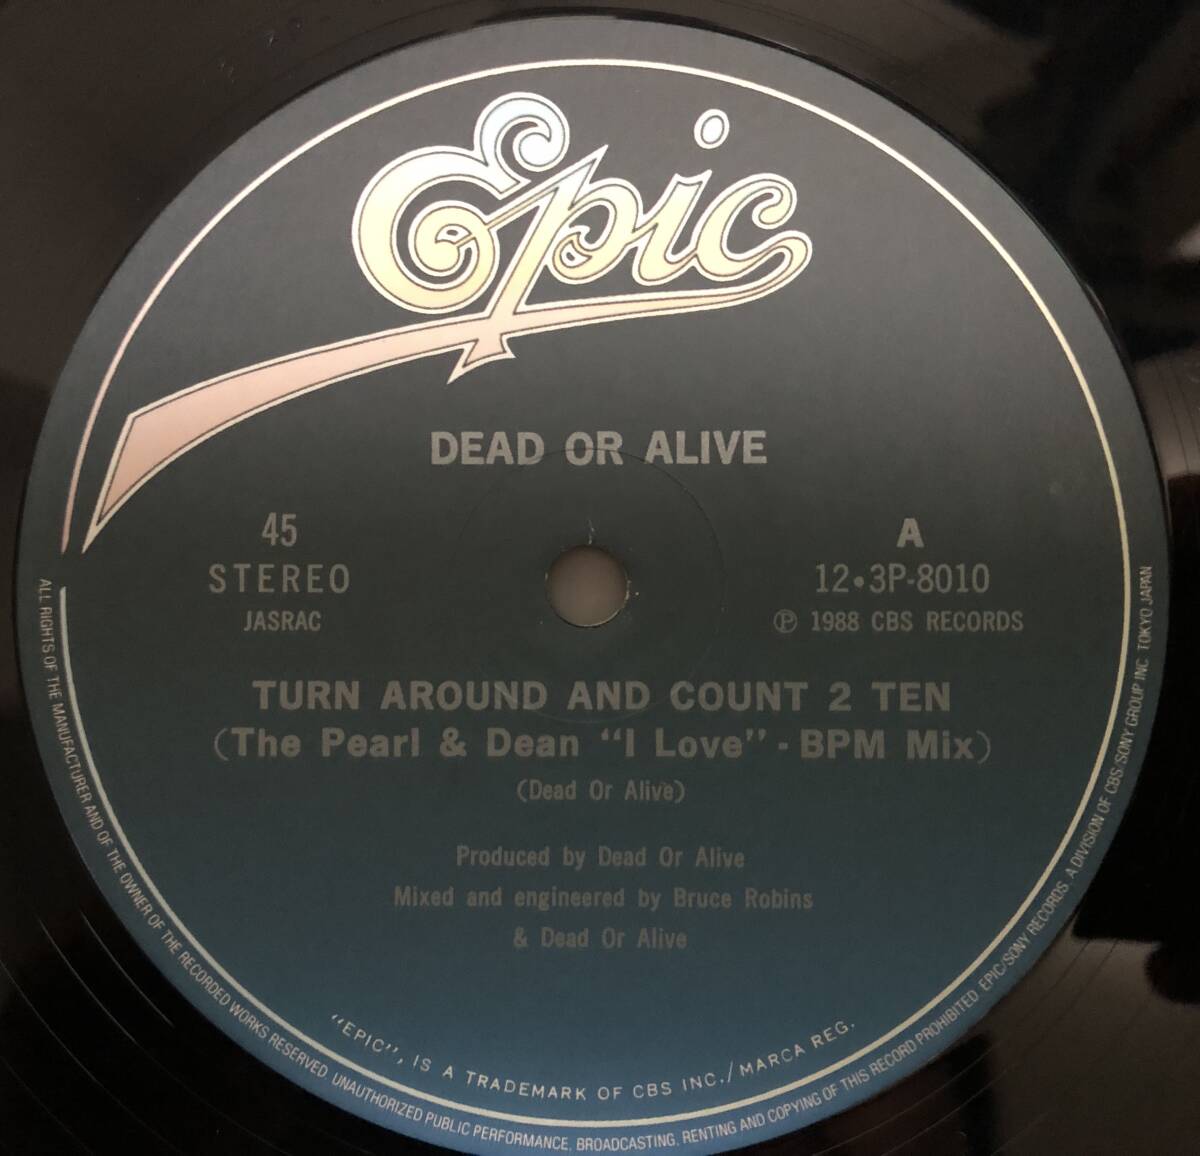 Epic
DEAD OR ALIVE
45
STEREO
JASRAC
A
12•3P-8010
Ⓟ 1988 CBS RECORDS
TURN AROUND AND COUNT 2 TEN
(The Pearl & Dean “I Love” - BPM Mix)
(Dead Or Alive)
Produced by Dead Or Alive
Mixed and engineered by Bruce Robins
& Dead Or Alive
“EPIC”, IS A TRADEMARK OF CBS INC./MARCA REG.
ALL RIGHTS OF THE MANUFACTURER AND OF THE OWNER OF THE RECORDED WORKS RESERVED. UNAUTHORIZED PUBLIC PERFORMANCE, BROADCASTING, RENTING AND COPYING OF THIS RECORD PROHIBITED. EPIC/SONY RECORDS. A DIVISION OF CBS/SONY GROUP INC. TOKYO JAPAN